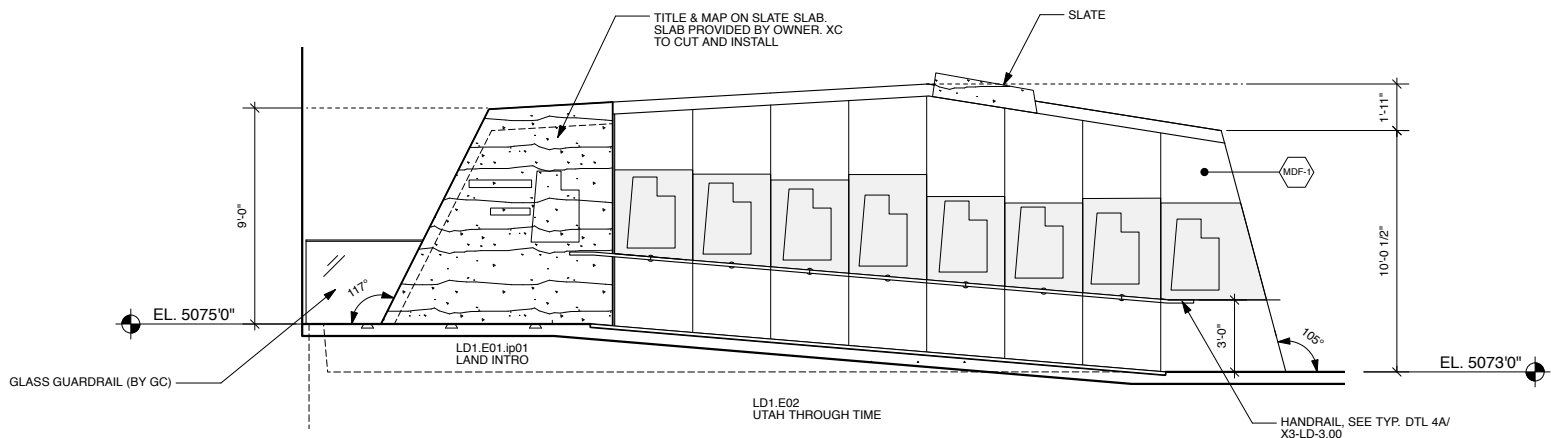 TITLE & MAP ON SLATE SLAB.
SLAB PROVIDED BY OWNER. XC
TO CUT AND INSTALL
SLATE
1'-11"
9'-0"
MDF-1
10'-0 1/2"
117°
EL. 5075'0"
3'-0"
105°
LD1.E01.ip01
LAND INTRO
EL. 5073'0"
GLASS GUARDRAIL (BY GC)
LD1.E02
UTAH THROUGH TIME
HANDRAIL, SEE TYP. DTL 4A/
X3-LD-3.00